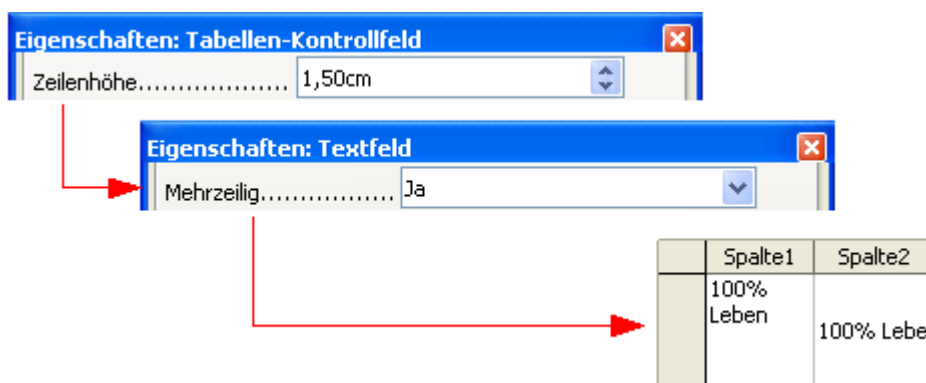 Eigenschaften: Tabellen-Kontrollfeld
Zeilenhöhe................... 1,50cm
Eigenschaften: Textfeld
Mehrzeilig................. Ja
Spalte1 Spalte2
100%
Leben
100% Lebe